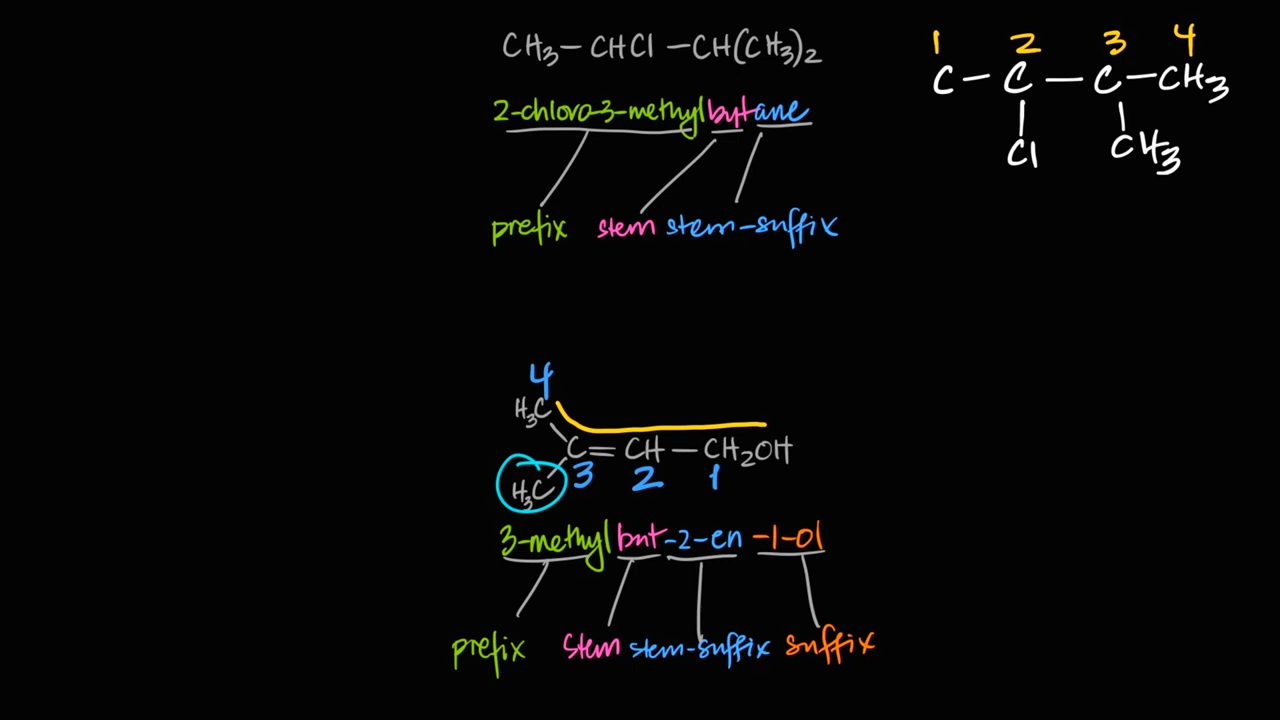 CH₃—CHCl—CH(CH₃)₂
1 2 3 4
C—C—C—CH₃
Cl CH₃
2-chloro-3-methylbutane
prefix stem stem-suffix
4
H₃C
C=CH—CH₂OH
3 2 1
H₃C
3-methylbut-2-en-1-ol
prefix stem stem-suffix suffix